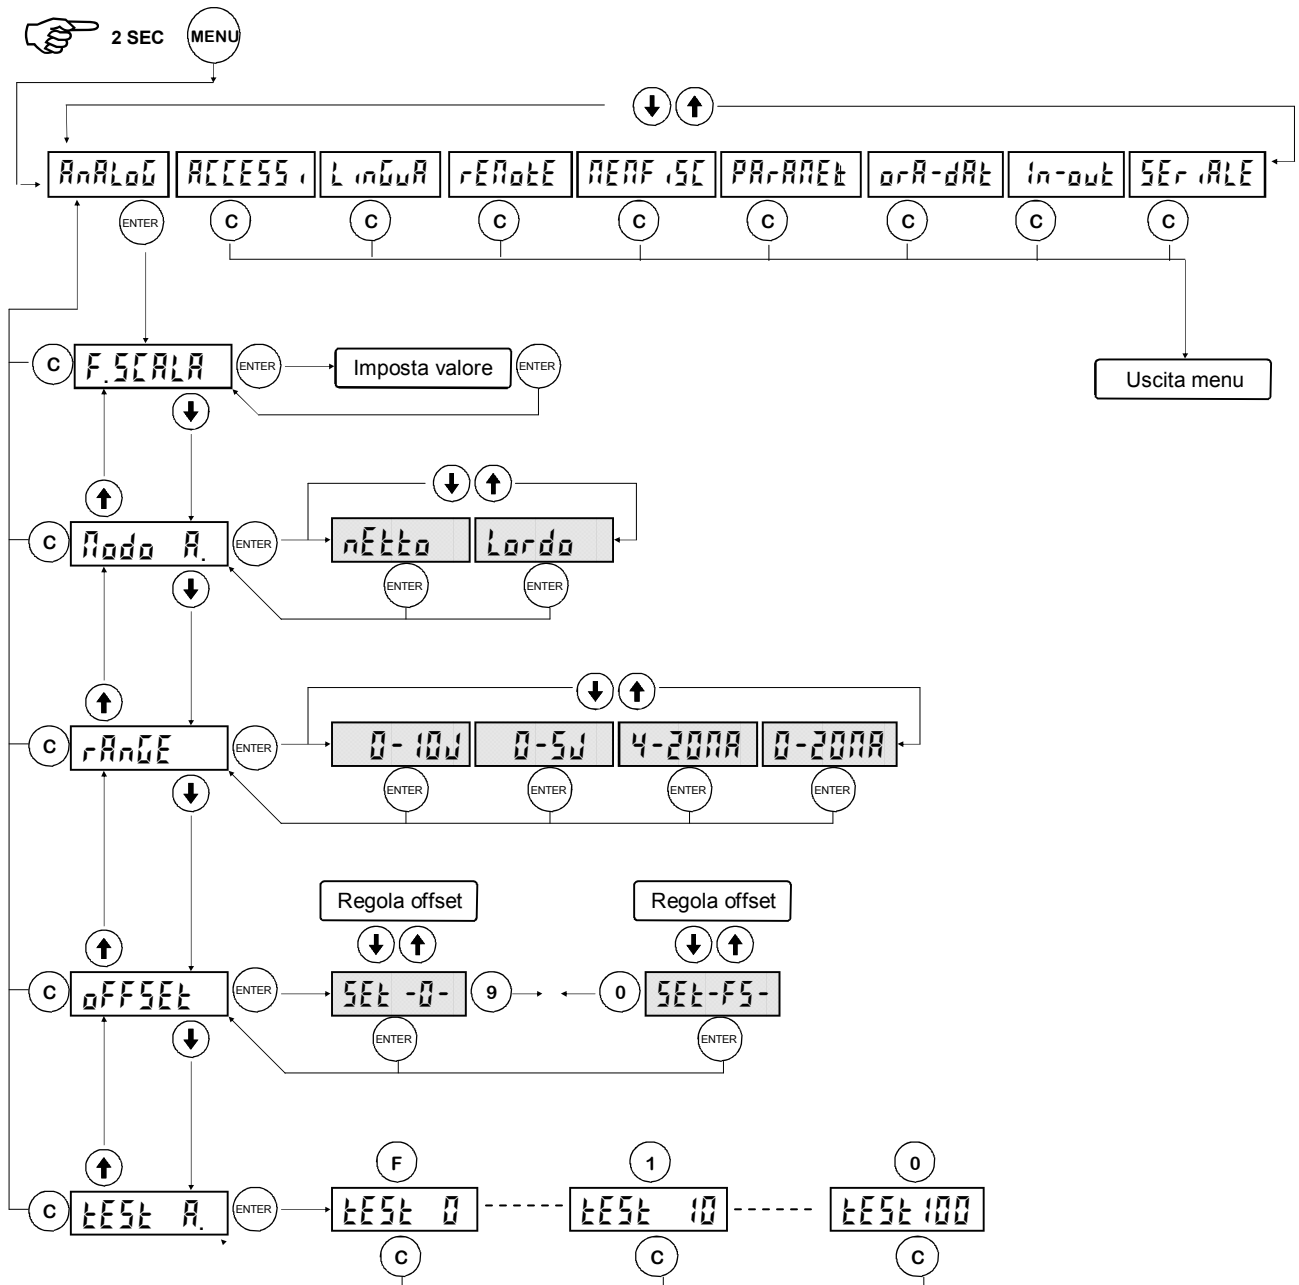 2 SEC MENU
AnALoG ACCESSi LinGuA rEMotE MEMFiSC PArAMEt orA-dAt In-out SEriALE
ENTER C C C C C C C C
C F.SCALA ENTER Imposta valore ENTER
Uscita menu
C Modo A. ENTER nEtto Lordo
ENTER ENTER
C rAnGE ENTER 0-10v 0-5v 4-20MA 0-20MA
ENTER ENTER ENTER ENTER
Regola offset Regola offset
C oFFSEt ENTER SEt -0- 9 0 SEt-FS-
ENTER ENTER
F 1 0
C tESt A. ENTER tESt 0 ----- tESt 10 ----- tESt100
C C C